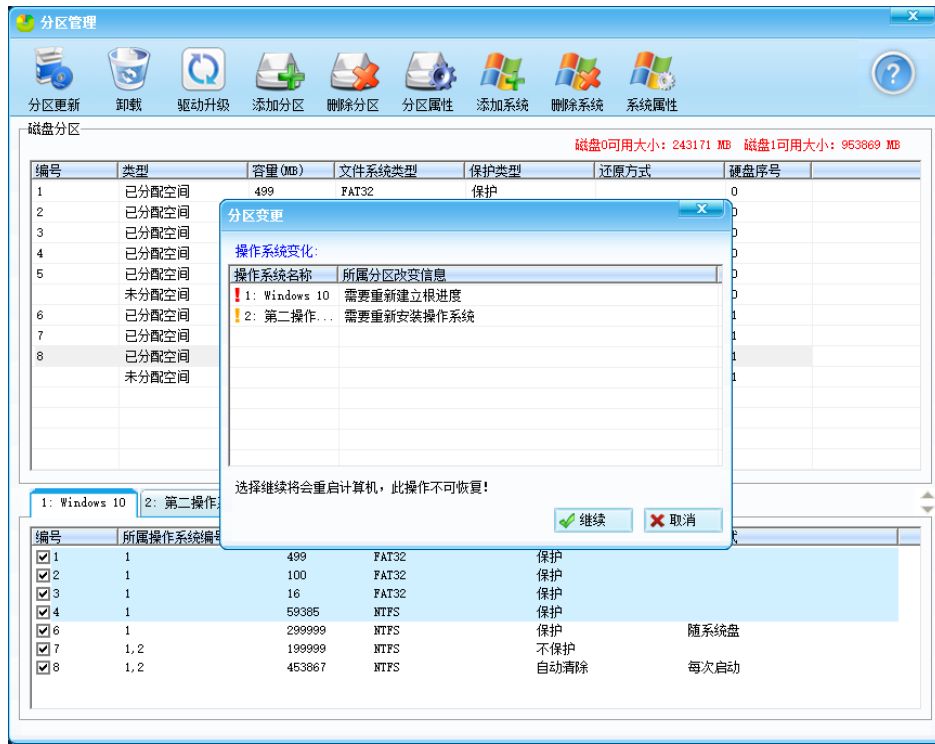 分区管理
分区更新 卸载 驱动升级 添加分区 删除分区 分区属性 添加系统 删除系统 系统属性
磁盘分区
磁盘0可用大小: 243171 MB 磁盘1可用大小: 953869 MB
编号 类型 容量(MB) 文件系统类型 保护类型 还原方式 硬盘序号
1 已分配空间 499 FAT32 保护 0
2 已分配空间
3 已分配空间
4 已分配空间
5 已分配空间
未分配空间
6 已分配空间
7 已分配空间
8 已分配空间
未分配空间
分区变更
操作系统变化:
操作系统名称 所属分区改变信息
1: Windows 10 需要重新建立根进度
2: 第二操作... 需要重新安装操作系统
选择继续将会重启计算机，此操作不可恢复!
继续 取消
1: Windows 10 2: 第二操作
编号 所属操作系统编号
1 1 499 FAT32 保护
2 1 100 FAT32 保护
3 1 16 FAT32 保护
4 1 59385 NTFS 保护
6 1 299999 NTFS 保护 随系统盘
7 1,2 199999 NTFS 不保护
8 1,2 453867 NTFS 自动清除 每次启动